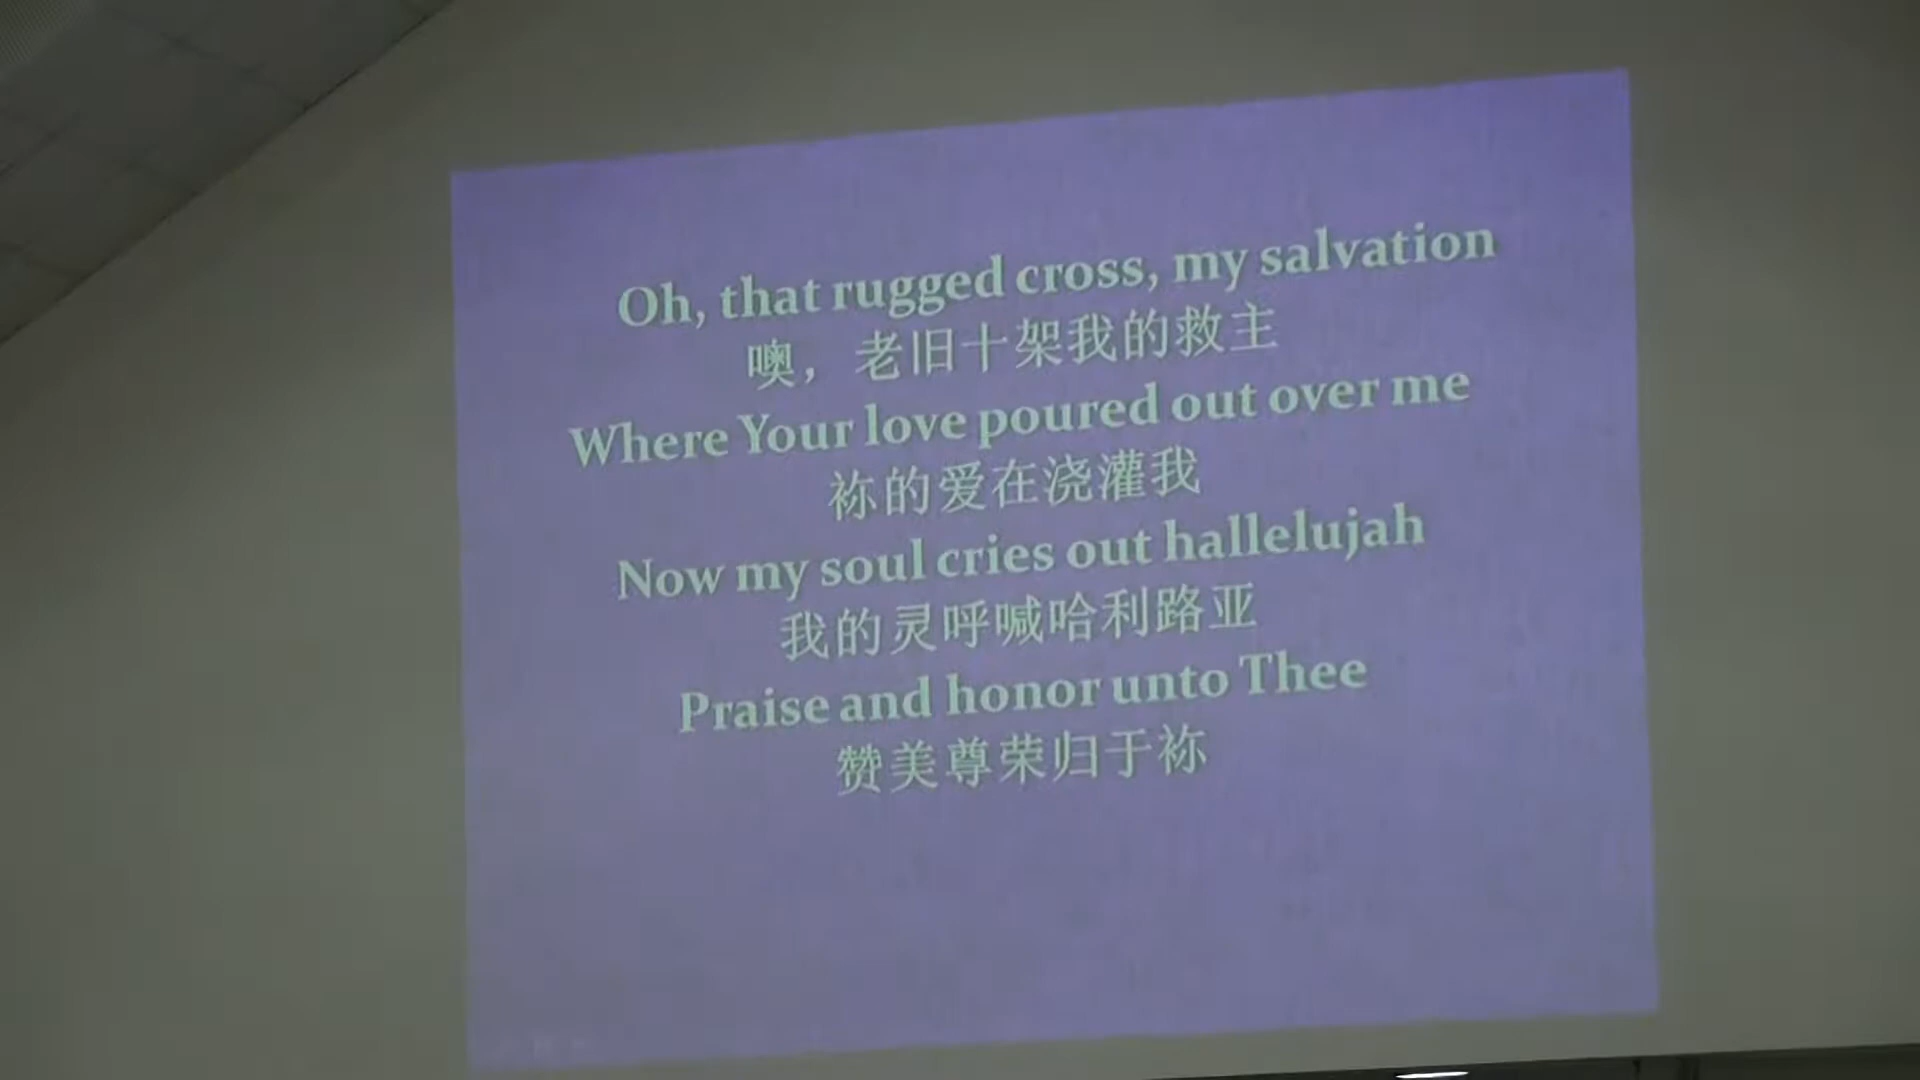 Oh, that rugged cross, my salvation
噢，老旧十架我的救主
Where Your love poured out over me
祢的爱在浇灌我
Now my soul cries out hallelujah
我的灵呼喊哈利路亚
Praise and honor unto Thee
赞美尊荣归于祢